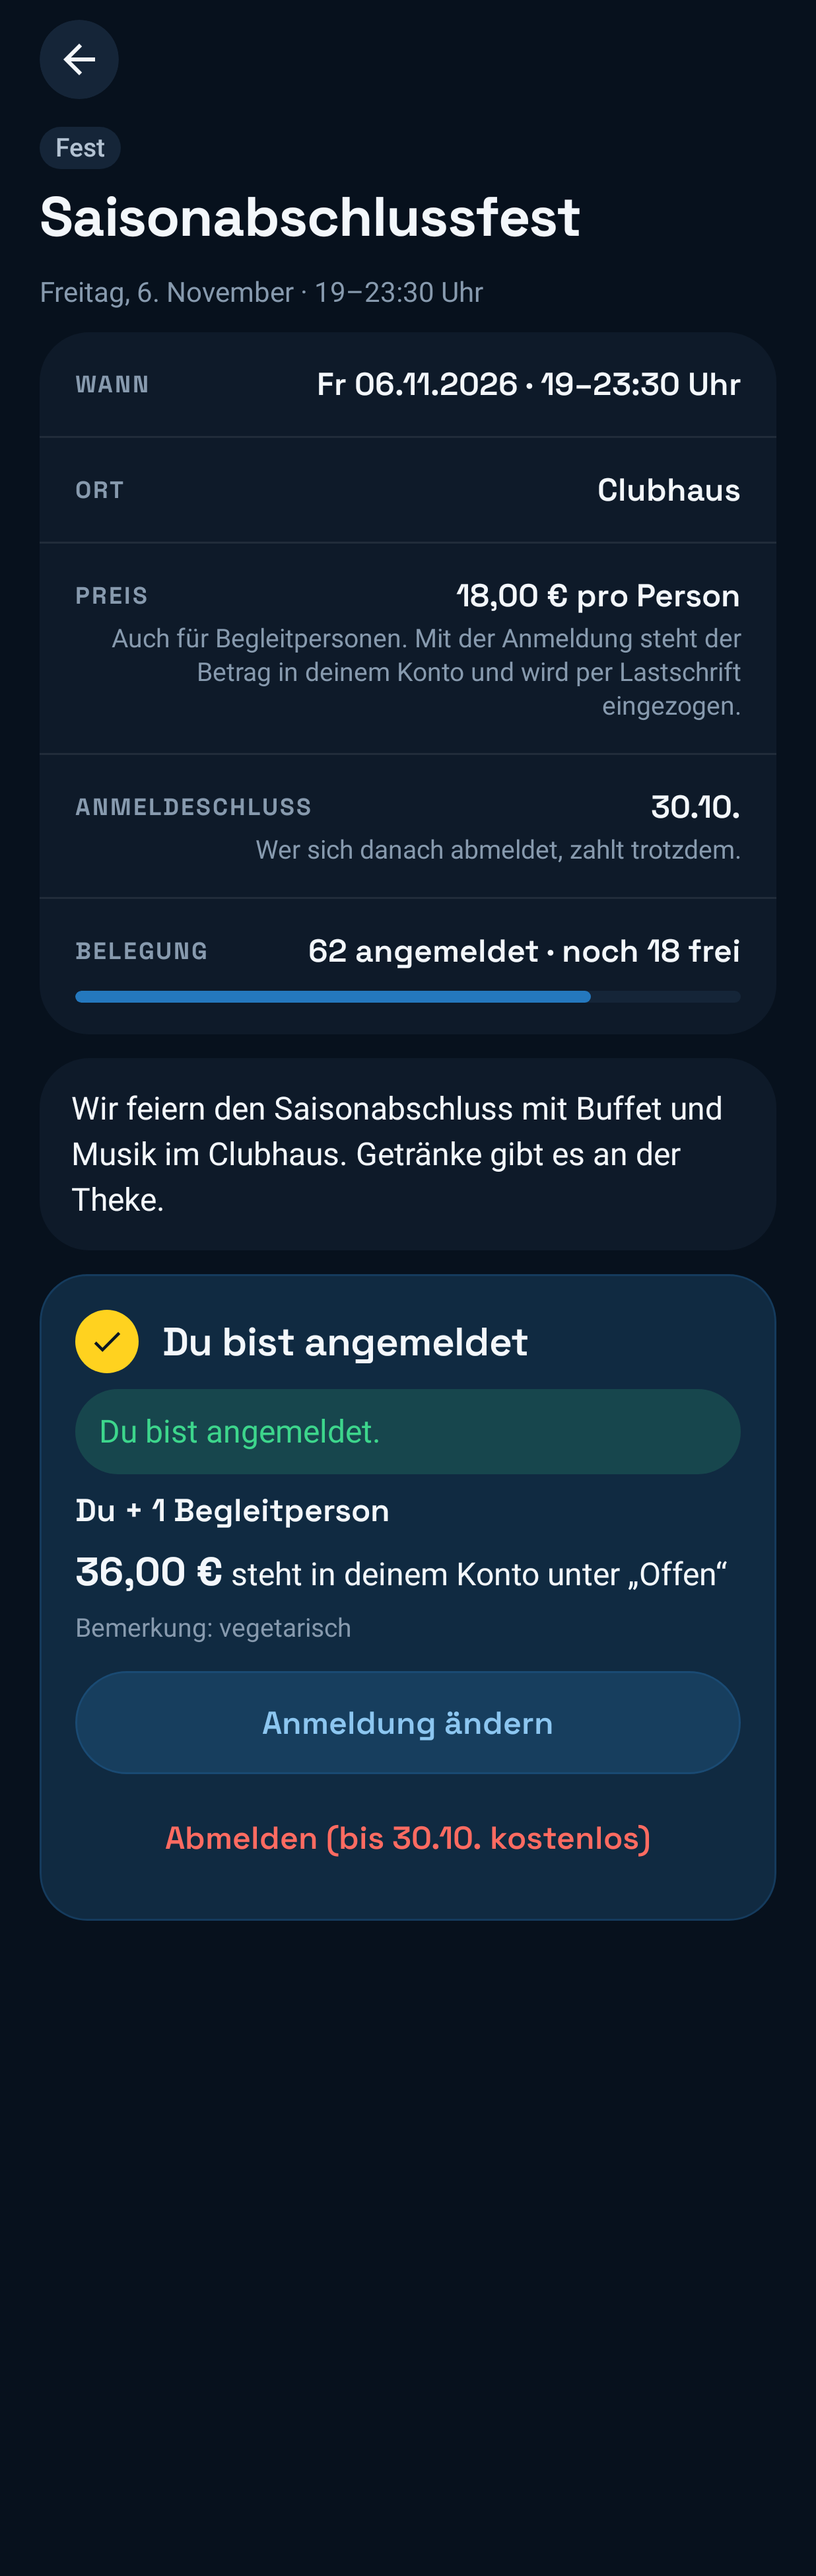 Fest
Saisonabschlussfest
Freitag, 6. November · 19–23:30 Uhr
WANN
Fr 06.11.2026 · 19–23:30 Uhr
ORT
Clubhaus
PREIS
18,00 € pro Person
Auch für Begleitpersonen. Mit der Anmeldung steht der
Betrag in deinem Konto und wird per Lastschrift
eingezogen.
ANMELDESCHLUSS
30.10.
Wer sich danach abmeldet, zahlt trotzdem.
BELEGUNG
62 angemeldet · noch 18 frei
Wir feiern den Saisonabschluss mit Buffet und
Musik im Clubhaus. Getränke gibt es an der
Theke.
Du bist angemeldet
Du bist angemeldet.
Du + 1 Begleitperson
36,00 € steht in deinem Konto unter „Offen“
Bemerkung: vegetarisch
Anmeldung ändern
Abmelden (bis 30.10. kostenlos)